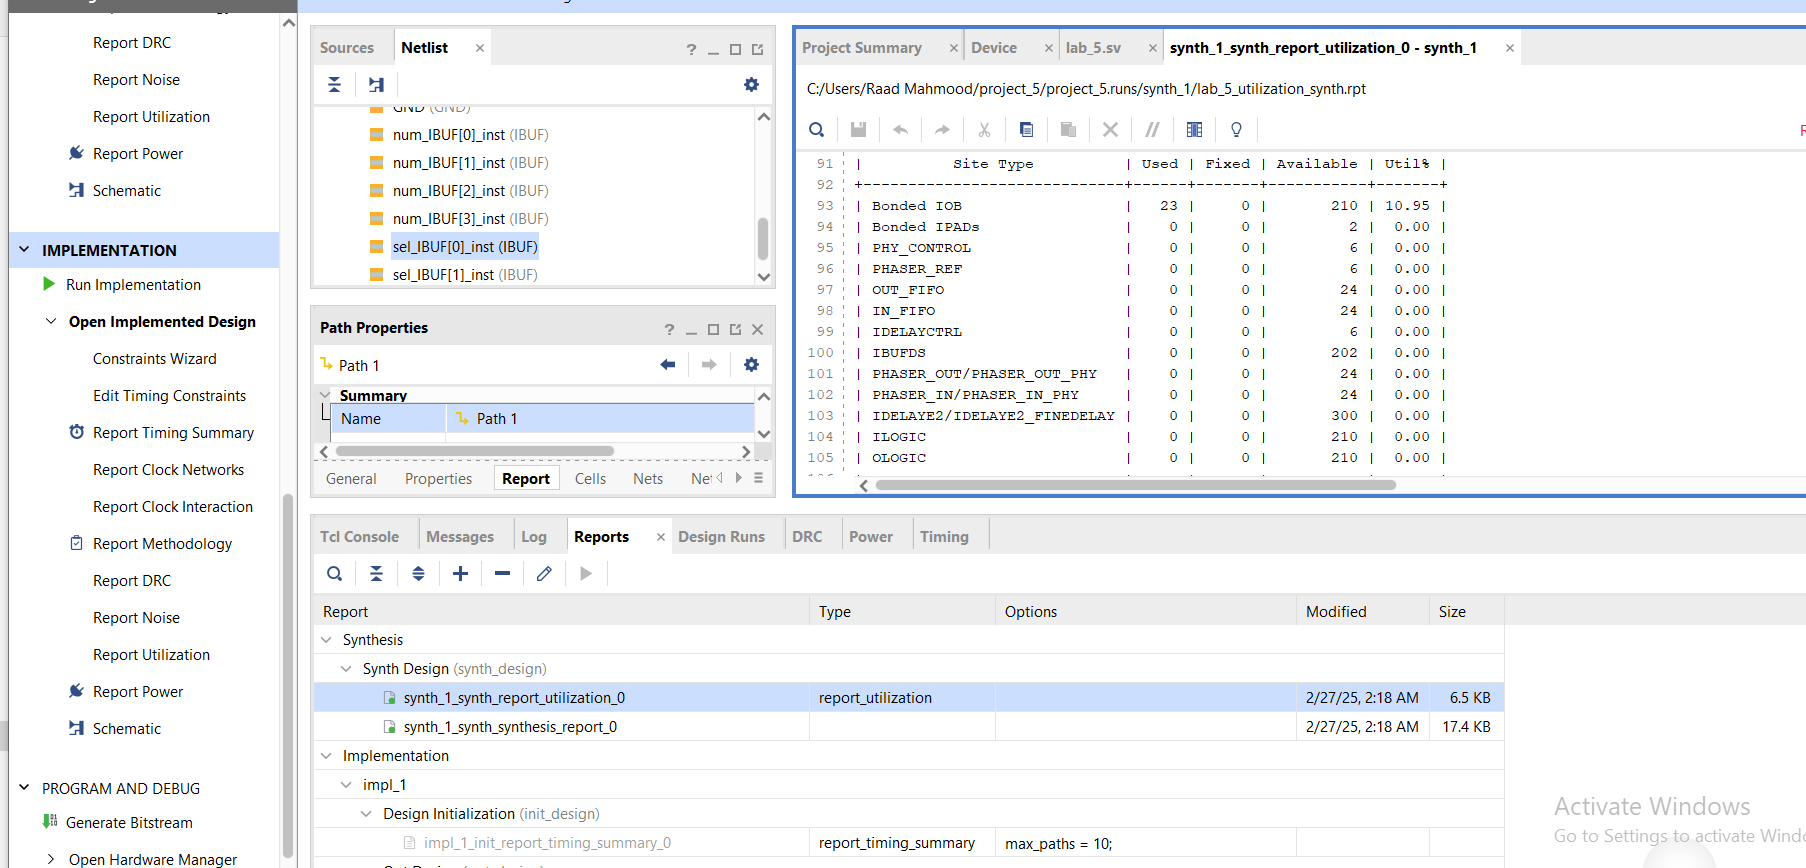 Report DRC
Report Noise
Report Utilization
Report Power
Schematic
IMPLEMENTATION
Run Implementation
Open Implemented Design
Constraints Wizard
Edit Timing Constraints
Report Timing Summary
Report Clock Networks
Report Clock Interaction
Report Methodology
Report DRC
Report Noise
Report Utilization
Report Power
Schematic
PROGRAM AND DEBUG
Generate Bitstream
Open Hardware Manager
Sources Netlist × ?
GND (GND)
num_IBUF[0]_inst (IBUF)
num_IBUF[1]_inst (IBUF)
num_IBUF[2]_inst (IBUF)
num_IBUF[3]_inst (IBUF)
sel_IBUF[0]_inst (IBUF)
sel_IBUF[1]_inst (IBUF)
Path Properties ?
Path 1
Summary
Name Path 1
General Properties Report Cells Nets Net
Project Summary × Device × lab_5.sv × synth_1_synth_report_utilization_0 - synth_1 ×
C:/Users/Raad Mahmood/project_5/project_5.runs/synth_1/lab_5_utilization_synth.rpt
91 | Site Type | Used | Fixed | Available | Util% |
92 +----------------------------+------+-------+-----------+-------+
93 | Bonded IOB | 23 | 0 | 210 | 10.95 |
94 | Bonded IPADs | 0 | 0 | 2 | 0.00 |
95 | PHY_CONTROL | 0 | 0 | 6 | 0.00 |
96 | PHASER_REF | 0 | 0 | 6 | 0.00 |
97 | OUT_FIFO | 0 | 0 | 24 | 0.00 |
98 | IN_FIFO | 0 | 0 | 24 | 0.00 |
99 | IDELAYCTRL | 0 | 0 | 6 | 0.00 |
100 | IBUFDS | 0 | 0 | 202 | 0.00 |
101 | PHASER_OUT/PHASER_OUT_PHY | 0 | 0 | 24 | 0.00 |
102 | PHASER_IN/PHASER_IN_PHY | 0 | 0 | 24 | 0.00 |
103 | IDELAYE2/IDELAYE2_FINEDELAY | 0 | 0 | 300 | 0.00 |
104 | ILOGIC | 0 | 0 | 210 | 0.00 |
105 | OLOGIC | 0 | 0 | 210 | 0.00 |
Tcl Console Messages Log Reports × Design Runs DRC Power Timing
Report Type Options Modified Size
Synthesis
Synth Design (synth_design)
synth_1_synth_report_utilization_0 report_utilization 2/27/25, 2:18 AM 6.5 KB
synth_1_synth_synthesis_report_0 2/27/25, 2:18 AM 17.4 KB
Implementation
impl_1
Design Initialization (init_design)
impl_1_init_report_timing_summary_0 report_timing_summary max_paths = 10;
Activate Windows
Go to Settings to activate Windo